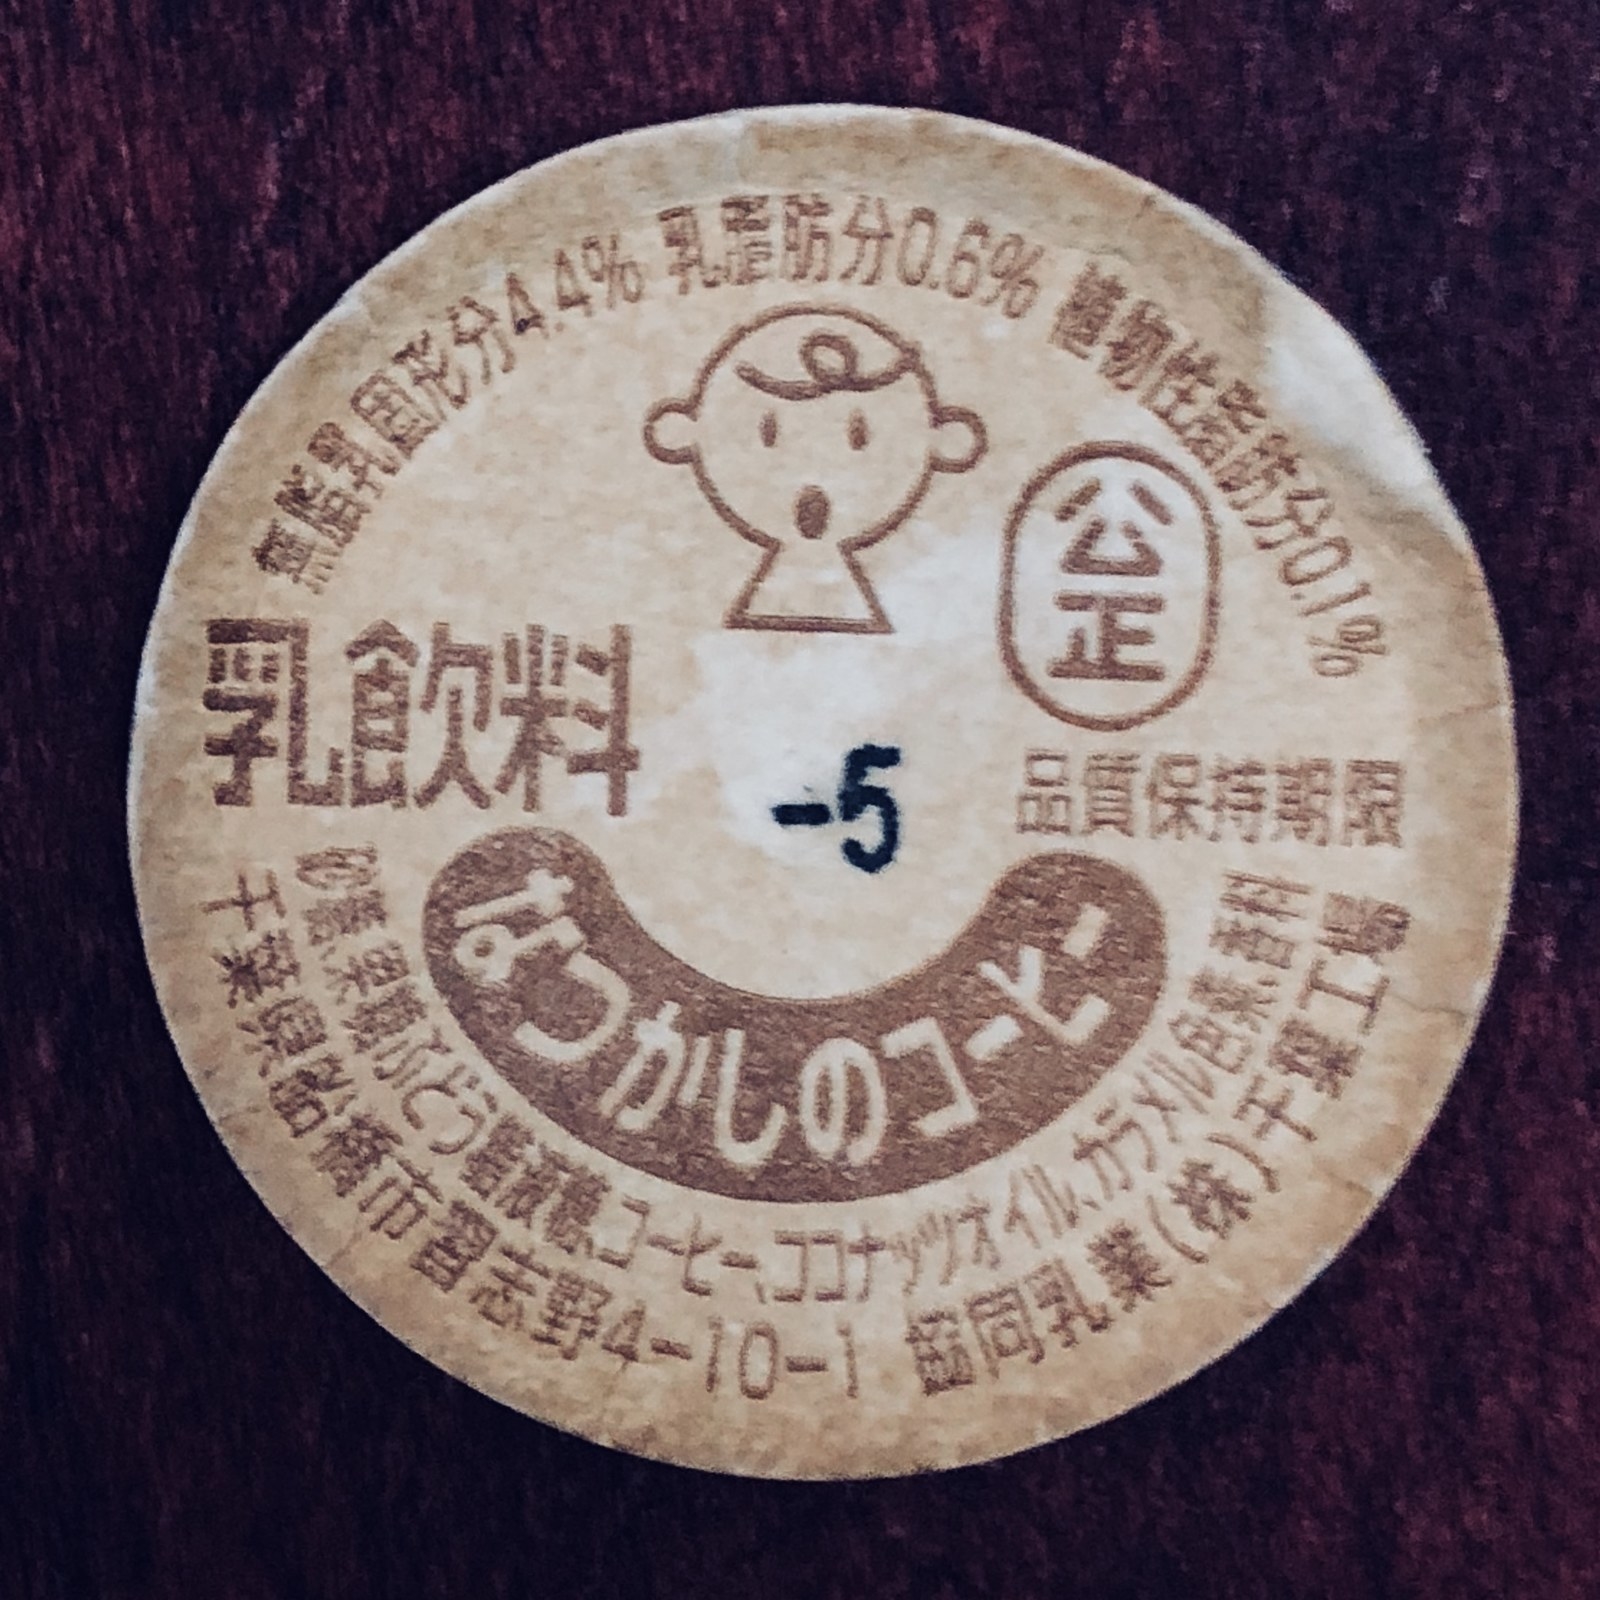 無脂乳固形分4.4% 乳脂肪分0.6% 植物性脂肪分0.1%
公正
乳飲料
-5
品質保持期限
なつかしのコーヒー
砂糖、果糖ぶどう糖液糖、コーヒー、ココナッツオイル、カラメル色素、香料
千葉県船橋市習志野4-10-1 協同乳業(株)千葉工場